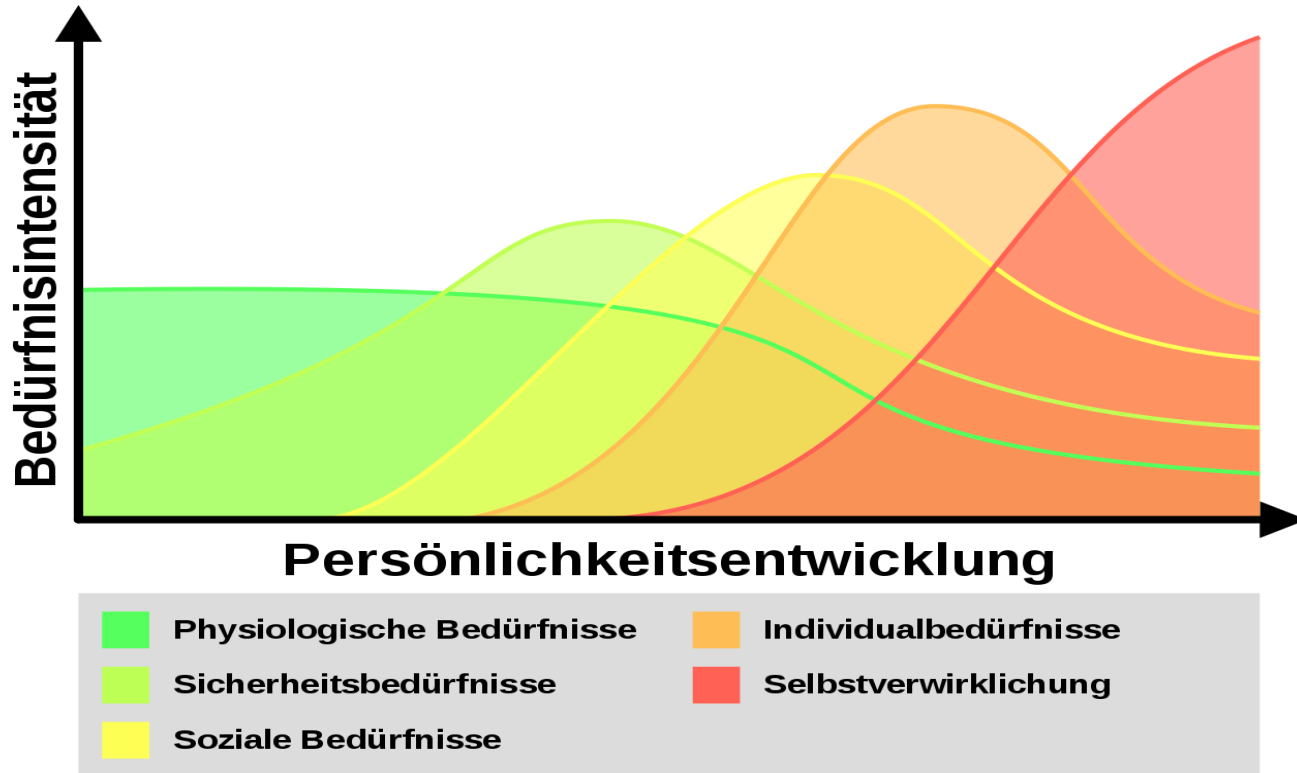 Bedürfnisintensität
Persönlichkeitsentwicklung
Physiologische Bedürfnisse
Sicherheitsbedürfnisse
Soziale Bedürfnisse
Individualbedürfnisse
Selbstverwirklichung